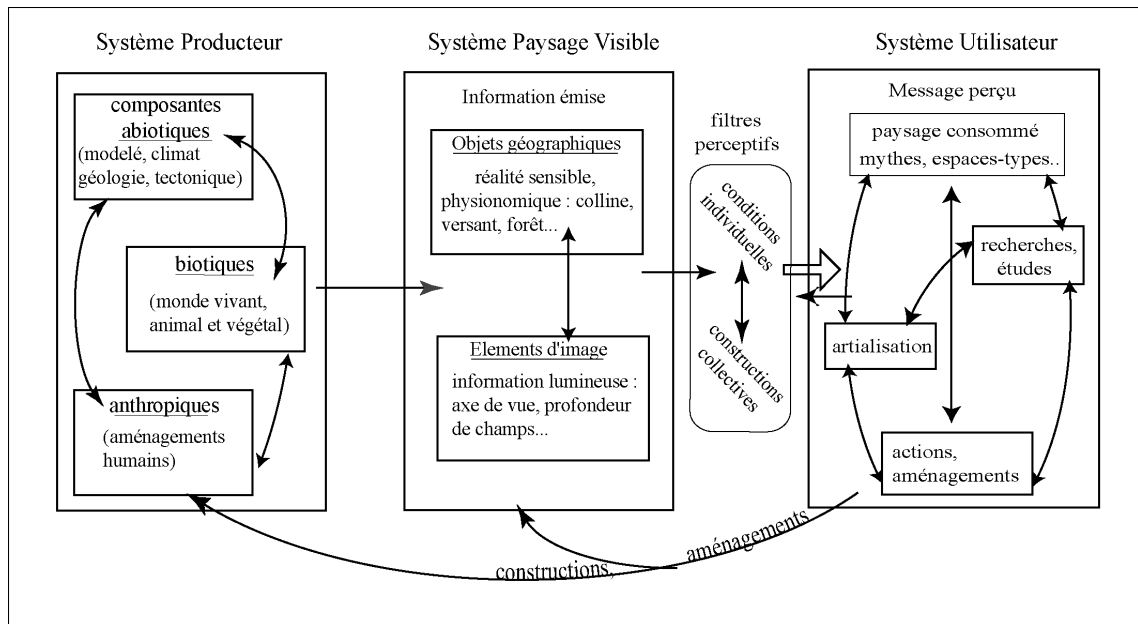 Système Producteur
composantes
abiotiques
(modelé, climat
géologie, tectonique)
biotiques
(monde vivant,
animal et végétal)
anthropiques
(aménagements
humains)
Système Paysage Visible
Information émise
Objets géographiques
réalité sensible,
physionomique : colline,
versant, forêt...
Elements d'image
information lumineuse :
axe de vue, profondeur
de champs...
filtres
perceptifs
conditions
individuelles
constructions
collectives
Système Utilisateur
Message perçu
paysage consommé
mythes, espaces-types..
recherches,
études
artialisation
actions,
aménagements
constructions, aménagements